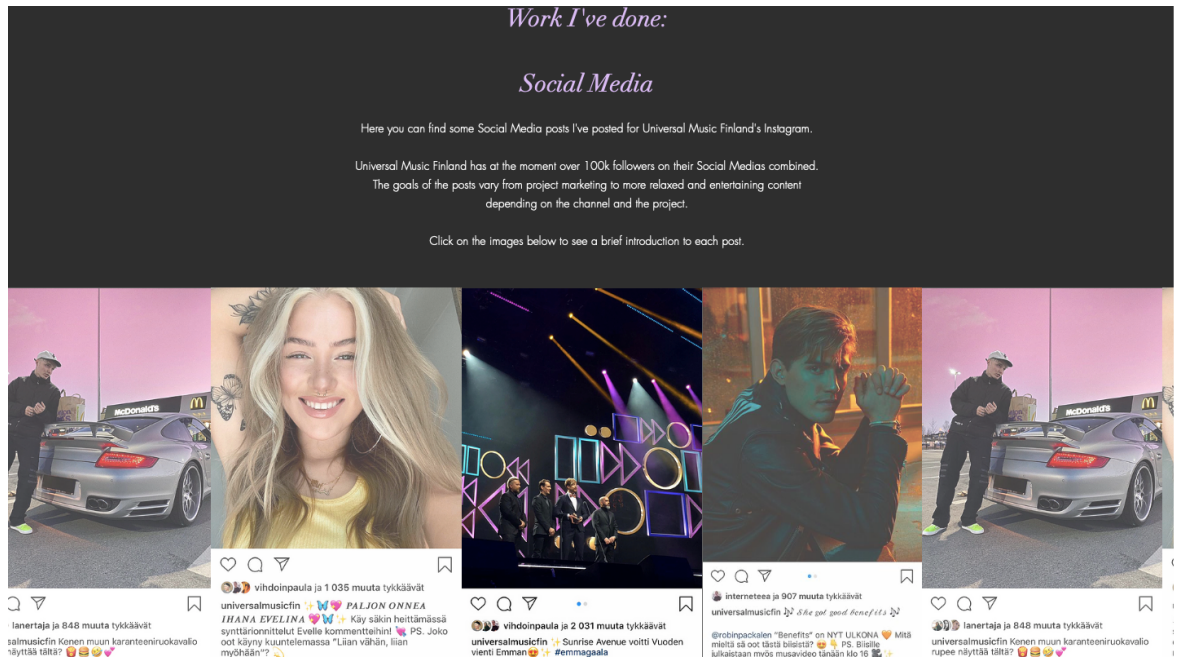 Work I've done:
Social Media
Here you can find some Social Media posts I've posted for Universal Music Finland's Instagram.
Universal Music Finland has at the moment over 100k followers on their Social Medias combined.
The goals of the posts vary from project marketing to more relaxed and entertaining content
depending on the channel and the project.
Click on the images below to see a brief introduction to each post.
McDonald's
lanertaja ja 848 muuta tykkäävät
salmusicfin Kenen muun karanteeniruokavalio
näyttää tältä? 🍟🍔🥴💕
vihdoinpaula ja 1 035 muuta tykkäävät
universalmusicfin ✨🦋💖 𝑷𝑨𝑳𝑱𝑶𝑵 𝑶𝑵𝑵𝑬𝑨
𝑰𝑯𝑨𝑵𝑨 𝑬𝑽𝑬𝑳𝑰𝑵𝑨 💖🦋✨ Käy säkin heittämässä
synttärionnittelut Evelle kommentteihin! 💘 PS. Joko
oot käyny kuuntelemassa "Liian vähän, liian
myöhään"? 💫
vihdoinpaula ja 2 031 muuta tykkäävät
universalmusicfin ✨Sunrise Avenue voitti Vuoden
vienti Emman😍✨ #emmagaala
interneteea ja 907 muuta tykkäävät
universalmusicfin 🎶 𝒮𝒽𝑒 𝑔𝑜𝓉 𝑔𝑜𝑜𝒹 𝒷𝑒𝓃𝑒𝒻𝒾𝓉𝓈 🎶
@robinpackalen "Benefits" on NYT ULKONA 🧡 Mitä
mieltä sä oot tästä biisistä? 😍👇 PS. Biisille
julkaistaan myös musavideo tänään klo 16 📽✨
McDonald's
lanertaja ja 848 muuta tykkäävät
universalmusicfin Kenen muun karanteeniruokavalio
rupee näyttää tältä? 🍟🍔🥴💕